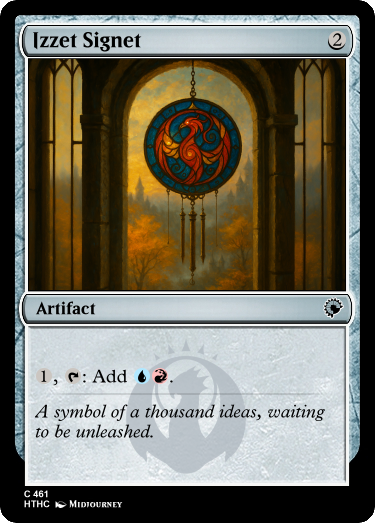 Izzet Signet 2
Artifact
1, : Add .
A symbol of a thousand ideas, waiting
to be unleashed.
C 461
HTHC Midjourney